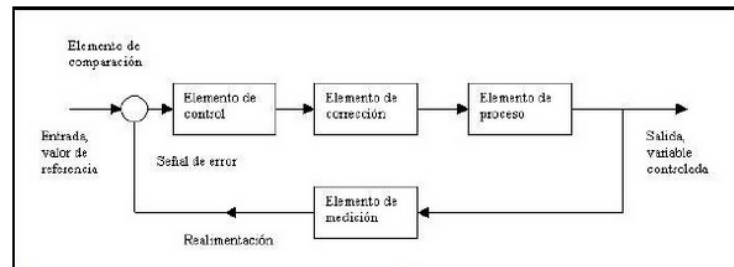 Elemento de
comparación
Elemento de
control
Elemento de
corrección
Elemento de
proceso
Entrada,
valor de
referencia
Señal de error
Salida,
variable
controlada
Elemento de
medición
Realimentación